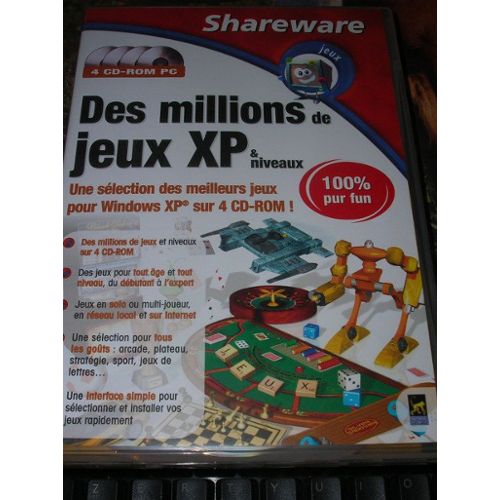 Shareware
jeux
4 CD-ROM PC
Des millions de
jeux XP & niveaux
Une sélection des meilleurs jeux
pour Windows XP® sur 4 CD-ROM !
100%
pur fun
Des millions de jeux et niveaux
sur 4 CD-ROM
Des jeux pour tout âge et tout
niveau, du débutant à l'expert
Jeux en solo ou multi-joueur,
en réseau local et sur Internet
Une sélection pour tous
les goûts : arcade, plateau,
stratégie, sport, jeux de
lettres...
Une interface simple pour
sélectionner et installer vos
jeux rapidement
J E U X
Z E R T Y U I O